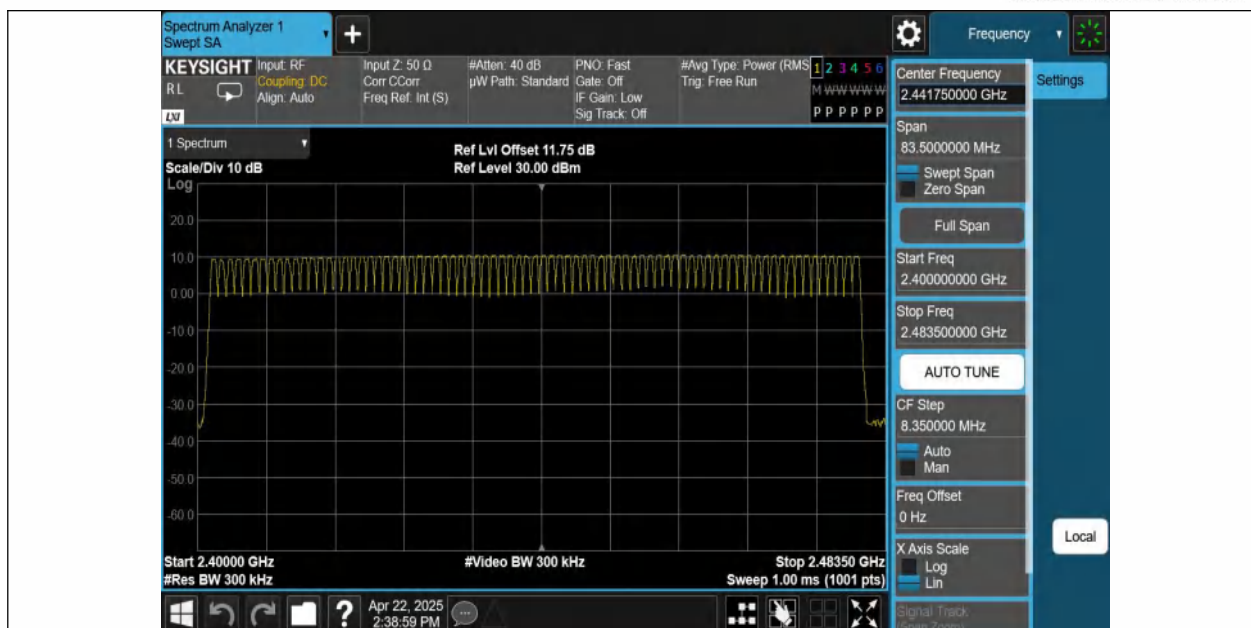 Spectrum Analyzer 1
Swept SA
+
Frequency
KEYSIGHT
RL
LXI
Input: RF
Coupling: DC
Align: Auto
Input Z: 50 Ω
Corr CCorr
Freq Ref: Int (S)
#Atten: 40 dB
µW Path: Standard
PNO: Fast
Gate: Off
IF Gain: Low
Sig Track: Off
#Avg Type: Power (RMS
Trig: Free Run
1 2 3 4 5 6
M W W W W W
P P P P P P
1 Spectrum
Scale/Div 10 dB
Ref Lvl Offset 11.75 dB
Ref Level 30.00 dBm
Log
20.0
10.0
0.00
-10.0
-20.0
-30.0
-40.0
-50.0
-60.0
Start 2.40000 GHz
#Res BW 300 kHz
#Video BW 300 kHz
Stop 2.48350 GHz
Sweep 1.00 ms (1001 pts)
?
Apr 22, 2025
2:38:59 PM
Center Frequency
2.441750000 GHz
Span
83.5000000 MHz
Swept Span
Zero Span
Full Span
Start Freq
2.400000000 GHz
Stop Freq
2.483500000 GHz
AUTO TUNE
CF Step
8.350000 MHz
Auto
Man
Freq Offset
0 Hz
X Axis Scale
Log
Lin
Signal Track
(Span Zoom)
Settings
Local